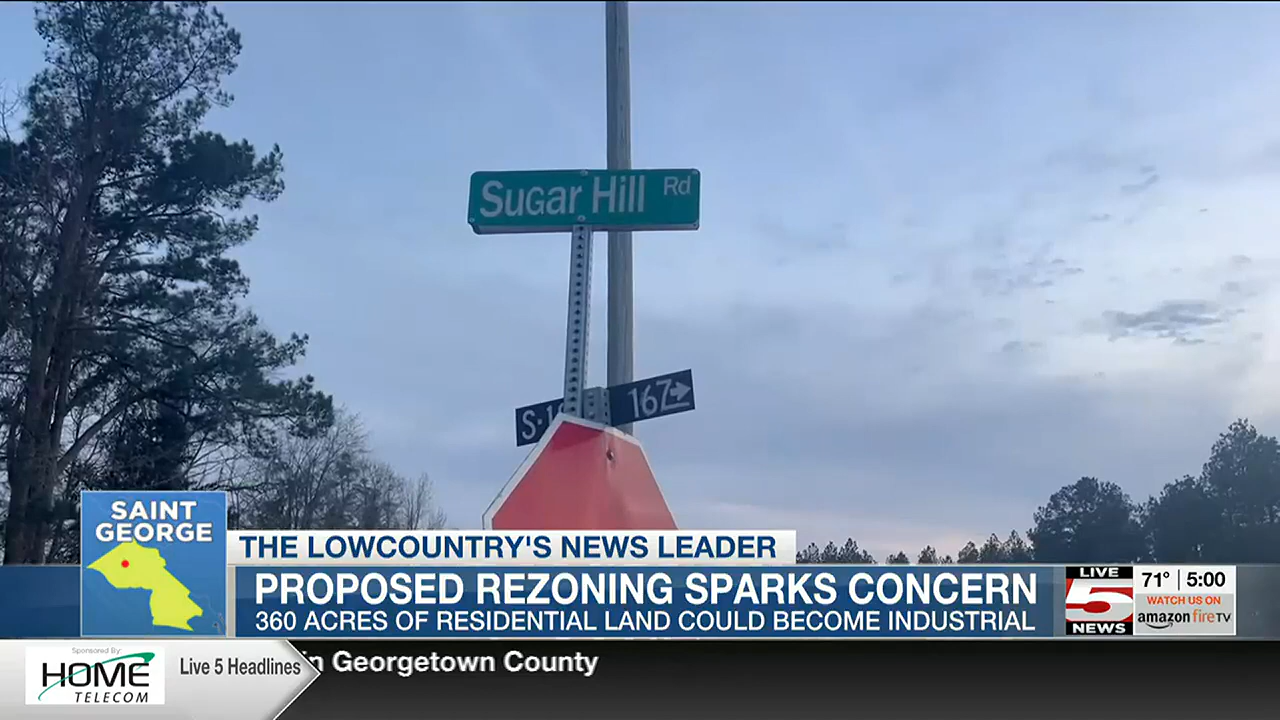 Sugar Hill Rd
S-1
167
SAINT
GEORGE
THE LOWCOUNTRY'S NEWS LEADER
PROPOSED REZONING SPARKS CONCERN
360 ACRES OF RESIDENTIAL LAND COULD BECOME INDUSTRIAL
LIVE
5
NEWS
71° | 5:00
WATCH US ON
amazon fireTV
Sponsored By:
HOME
TELECOM
Live 5 Headlines
in Georgetown County